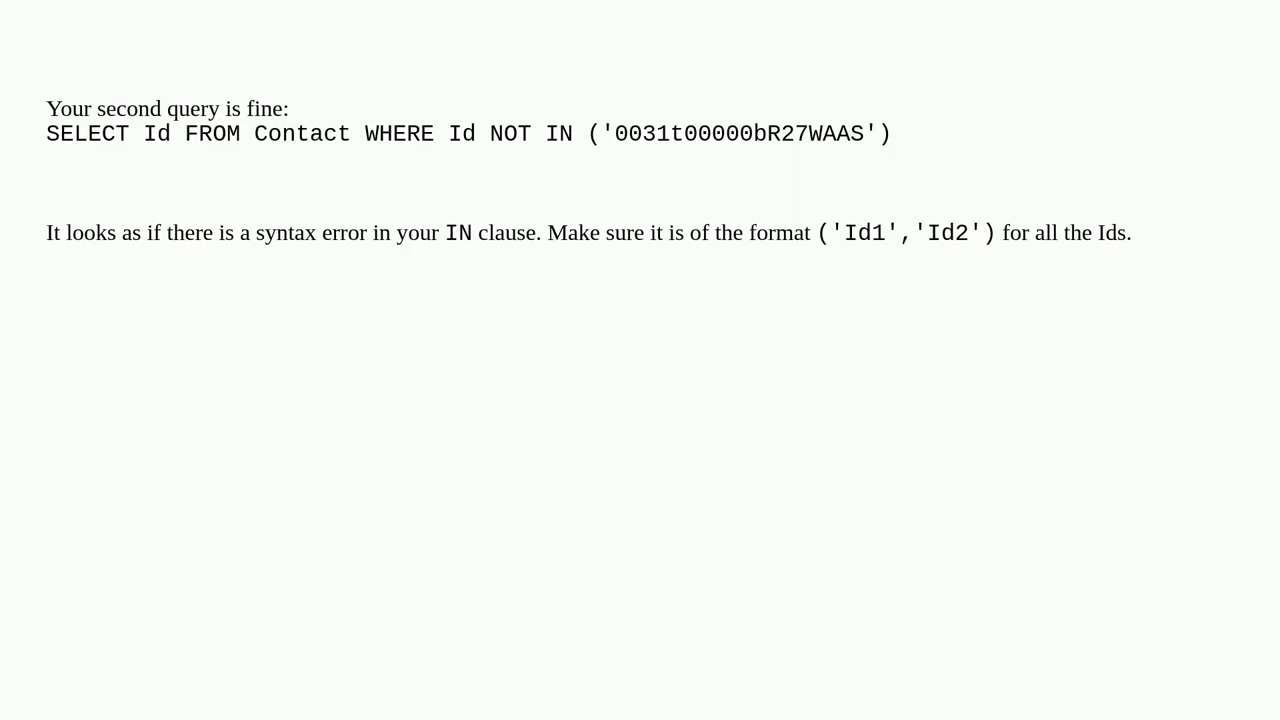 Your second query is fine:
SELECT Id FROM Contact WHERE Id NOT IN ('0031t00000bR27WAAS')
It looks as if there is a syntax error in your IN clause. Make sure it is of the format ('Id1','Id2') for all the Ids.